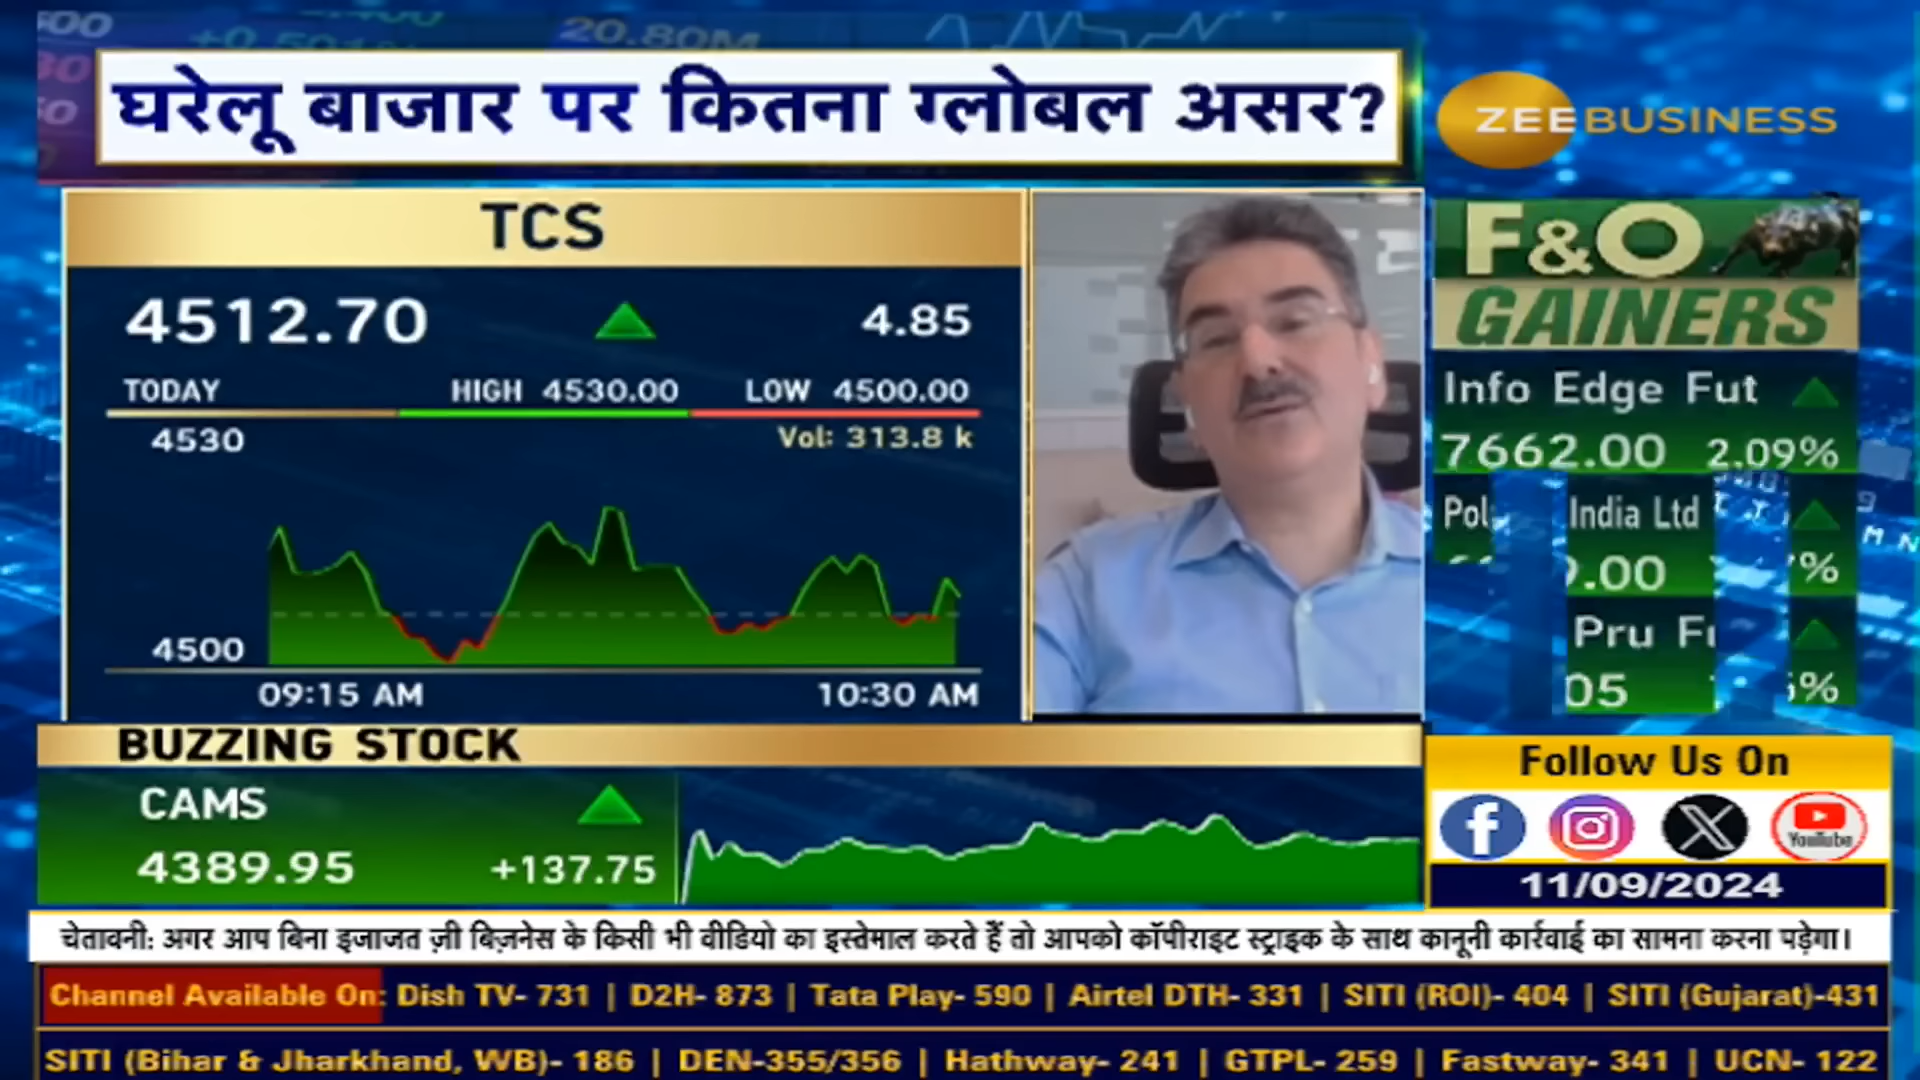 घरेलू बाजार पर कितना ग्लोबल असर?
ZEEBUSINESS
TCS
4512.70 4.85
TODAY HIGH 4530.00 LOW 4500.00
4530 Vol: 313.8 k
4500
09:15 AM 10:30 AM
F&O
GAINERS
Info Edge Fut
7662.00 2.09%
India Ltd
Pru
BUZZING STOCK
CAMS
4389.95 +137.75
Follow Us On
YouTube
11/09/2024
चेतावनी: अगर आप बिना इजाजत ज़ी बिज़नेस के किसी भी वीडियो का इस्तेमाल करते हैं तो आपको कॉपीराइट स्ट्राइक के साथ कानूनी कार्रवाई का सामना करना पड़ेगा।
Channel Available On: Dish TV- 731 | D2H- 873 | Tata Play- 590 | Airtel DTH- 331 | SITI (ROI)- 404 | SITI (Gujarat)-431
SITI (Bihar & Jharkhand, WB)- 186 | DEN-355/356 | Hathway- 241 | GTPL- 259 | Fastway- 341 | UCN- 122